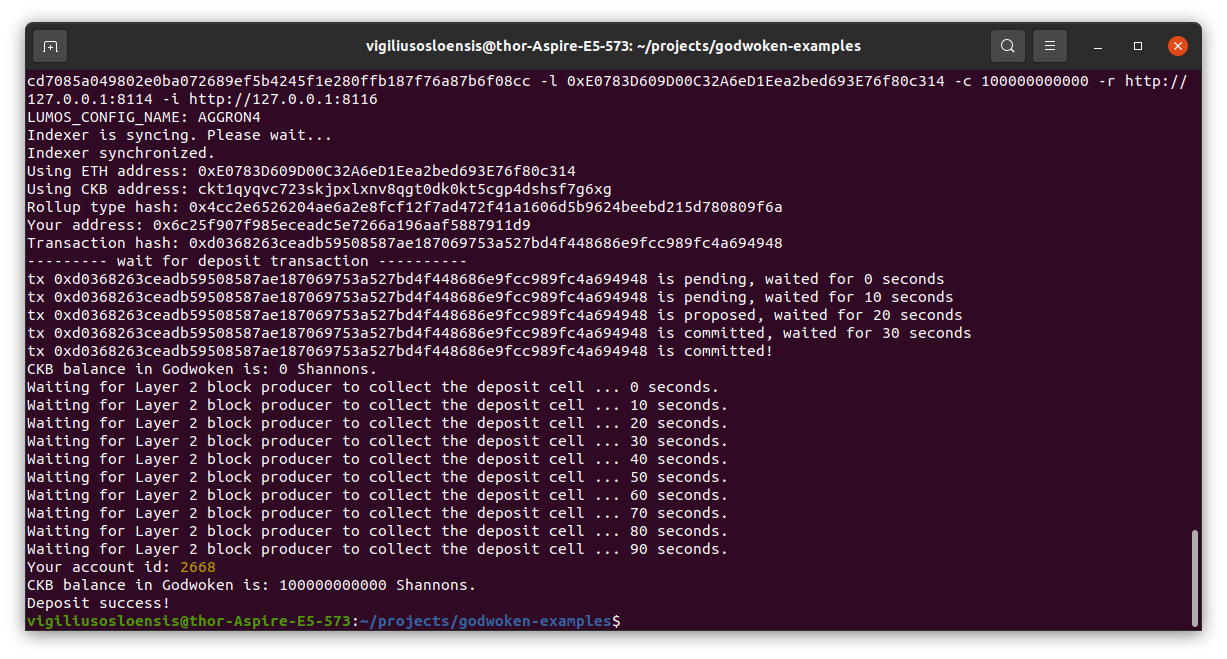 vigiliusosloensis@thor-Aspire-E5-573: ~/projects/godwoken-examples
cd7085a049802e0ba072689ef5b4245f1e280ffb187f76a87b6f08cc -l 0xE0783D609D00C32A6eD1Eea2bed693E76f80c314 -c 100000000000 -r http://
127.0.0.1:8114 -i http://127.0.0.1:8116
LUMOS_CONFIG_NAME: AGGRON4
Indexer is syncing. Please wait...
Indexer synchronized.
Using ETH address: 0xE0783D609D00C32A6eD1Eea2bed693E76f80c314
Using CKB address: ckt1qyqvc723skjpxlxnv8qgt0dk0kt5cgp4dshsf7g6xg
Rollup type hash: 0x4cc2e6526204ae6a2e8fcf12f7ad472f41a1606d5b9624beebd215d780809f6a
Your address: 0x6c25f907f985eceadc5e7266a196aaf5887911d9
Transaction hash: 0xd0368263ceadb59508587ae187069753a527bd4f448686e9fcc989fc4a694948
--------- wait for deposit transaction ----------
tx 0xd0368263ceadb59508587ae187069753a527bd4f448686e9fcc989fc4a694948 is pending, waited for 0 seconds
tx 0xd0368263ceadb59508587ae187069753a527bd4f448686e9fcc989fc4a694948 is pending, waited for 10 seconds
tx 0xd0368263ceadb59508587ae187069753a527bd4f448686e9fcc989fc4a694948 is proposed, waited for 20 seconds
tx 0xd0368263ceadb59508587ae187069753a527bd4f448686e9fcc989fc4a694948 is committed, waited for 30 seconds
tx 0xd0368263ceadb59508587ae187069753a527bd4f448686e9fcc989fc4a694948 is committed!
CKB balance in Godwoken is: 0 Shannons.
Waiting for Layer 2 block producer to collect the deposit cell ... 0 seconds.
Waiting for Layer 2 block producer to collect the deposit cell ... 10 seconds.
Waiting for Layer 2 block producer to collect the deposit cell ... 20 seconds.
Waiting for Layer 2 block producer to collect the deposit cell ... 30 seconds.
Waiting for Layer 2 block producer to collect the deposit cell ... 40 seconds.
Waiting for Layer 2 block producer to collect the deposit cell ... 50 seconds.
Waiting for Layer 2 block producer to collect the deposit cell ... 60 seconds.
Waiting for Layer 2 block producer to collect the deposit cell ... 70 seconds.
Waiting for Layer 2 block producer to collect the deposit cell ... 80 seconds.
Waiting for Layer 2 block producer to collect the deposit cell ... 90 seconds.
Your account id: 2668
CKB balance in Godwoken is: 100000000000 Shannons.
Deposit success!
vigiliusosloensis@thor-Aspire-E5-573:~/projects/godwoken-examples$